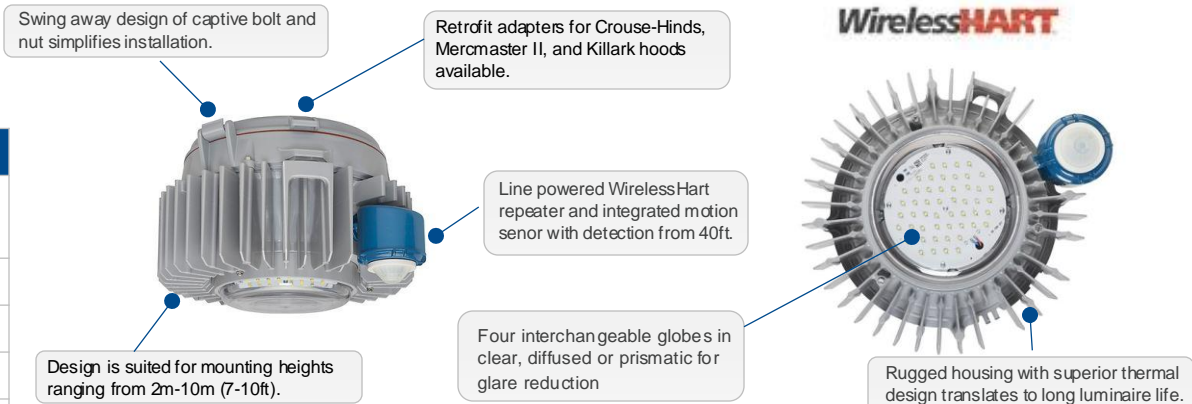 Swing away design of captive bolt and
nut simplifies installation.
Retrofit adapters for Crouse-Hinds,
Mercmaster II, and Killark hoods
available.
WirelessHART
Line powered WirelessHart
repeater and integrated motion
senor with detection from 40ft.
Four interchangeable globes in
clear, diffused or prismatic for
glare reduction
Design is suited for mounting heights
ranging from 2m-10m (7-10ft).
Rugged housing with superior thermal
design translates to long luminaire life.